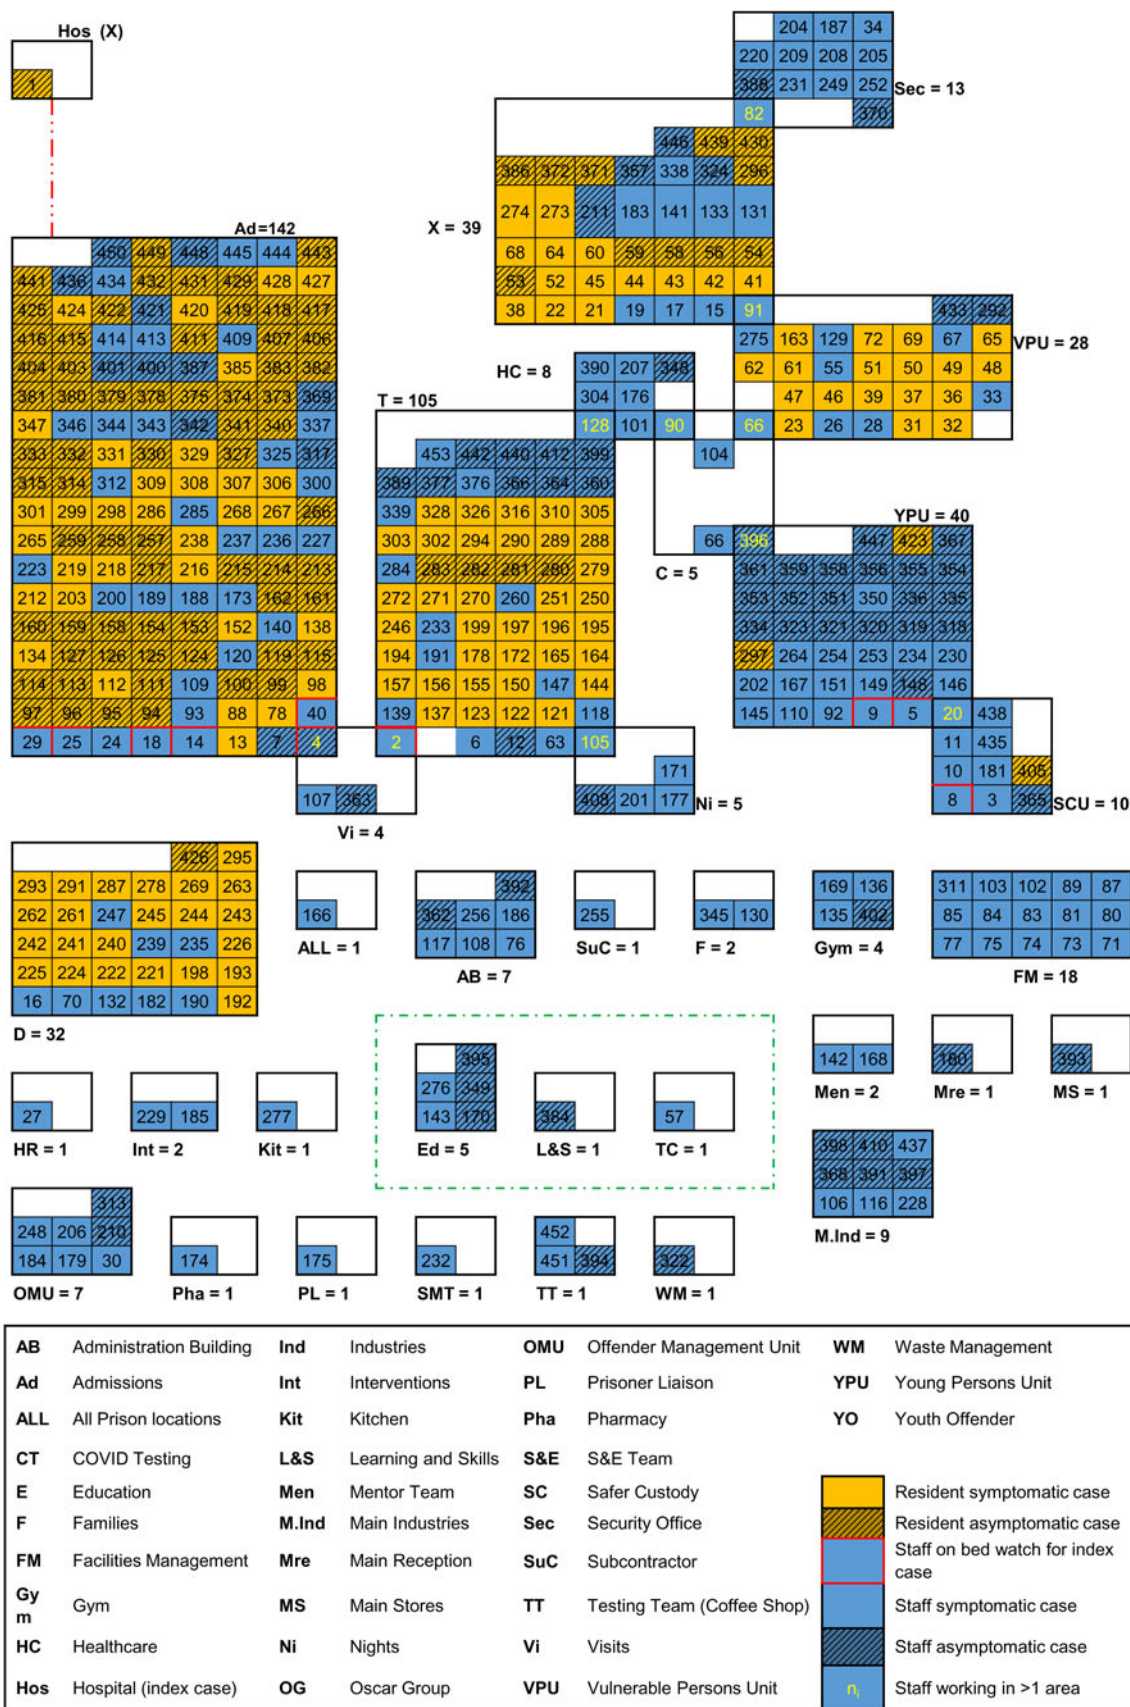 Hos (X)
1
204 187 34
220 209 208 205
388 231 249 252
Sec = 13
82 370
446 439 430
386 372 371 357 338 324 296
274 273 211 183 141 133 131
X = 39
68 64 60 59 58 56 54
53 52 45 44 43 42 41
38 22 21 19 17 15 91
433 292
275 163 129 72 69 67 65
VPU = 28
62 61 55 51 50 49 48
47 46 39 37 36 33
66 23 26 28 31 32
HC = 8
390 207 348
304 176
128 101 90
104
C = 5
66 396
Ad=142
450 449 448 445 444 443
441 436 434 432 431 429 428 427
425 424 422 421 420 419 418 417
416 415 414 413 411 409 407 406
404 403 401 400 387 385 383 382
381 380 379 378 375 374 373 369
347 346 344 343 342 341 340 337
333 332 331 330 329 327 325 317
315 314 312 309 308 307 306 300
301 299 298 286 285 268 267 266
265 259 258 257 238 237 236 227
223 219 218 217 216 215 214 213
212 203 200 189 188 173 162 161
160 159 158 154 153 152 140 138
134 127 126 125 124 120 119 115
114 113 112 111 109 100 99 98
97 96 95 94 93 88 78 40
29 25 24 18 14 13 7 4
107 363
Vi = 4
T = 105
453 442 440 412 399
389 377 376 366 364 360
339 328 326 316 310 305
303 302 294 290 289 288
284 283 282 281 280 279
272 271 270 260 251 250
246 233 199 197 196 195
194 191 178 172 165 164
157 156 155 150 147 144
139 137 123 122 121 118
2 6 12 63 105
171
408 201 177
Ni = 5
YPU = 40
447 423 367
361 359 358 356 355 354
353 352 351 350 336 335
334 323 321 320 319 318
297 264 254 253 234 230
202 167 151 149 148 146
145 110 92 9 5 20
438
11 435
10 181 405
8 3 365
SCU = 10
426 295
293 291 287 278 269 263
262 261 247 245 244 243
242 241 240 239 235 226
225 224 222 221 198 193
16 70 132 182 190 192
D = 32
166
ALL = 1
392
362 256 186
117 108 76
AB = 7
255
SuC = 1
345 130
F = 2
169 136
135 402
Gym = 4
311 103 102 89 87
85 84 83 81 80
77 75 74 73 71
FM = 18
27
HR = 1
229 185
Int = 2
277
Kit = 1
395
276 349
143 170
Ed = 5
384
L&S = 1
57
TC = 1
142 168
Men = 2
180
Mre = 1
393
MS = 1
398 410 437
368 391 397
106 116 228
M.Ind = 9
313
248 206 210
184 179 30
OMU = 7
174
Pha = 1
175
PL = 1
232
SMT = 1
452
451 394
TT = 1
322
WM = 1
AB Administration Building Ind Industries OMU Offender Management Unit WM Waste Management
Ad Admissions Int Interventions PL Prisoner Liaison YPU Young Persons Unit
ALL All Prison locations Kit Kitchen Pha Pharmacy YO Youth Offender
CT COVID Testing L&S Learning and Skills S&E S&E Team
E Education Men Mentor Team SC Safer Custody Resident symptomatic case
F Families M.Ind Main Industries Sec Security Office Resident asymptomatic case
FM Facilities Management Mre Main Reception SuC Subcontractor Staff on bed watch for index
case
Gy
m Gym MS Main Stores TT Testing Team (Coffee Shop) Staff symptomatic case
HC Healthcare Ni Nights Vi Visits Staff asymptomatic case
Hos Hospital (index case) OG Oscar Group VPU Vulnerable Persons Unit ni Staff working in >1 area